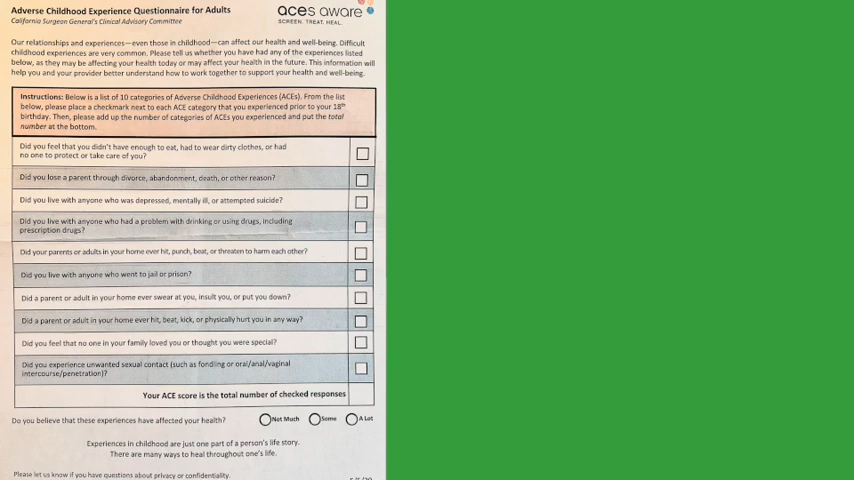 Adverse Childhood Experience Questionnaire for Adults
California Surgeon General's Clinical Advisory Committee
aces aware
SCREEN. TREAT. HEAL.
Our relationships and experiences—even those in childhood—can affect our health and well-being. Difficult
childhood experiences are very common. Please tell us whether you have had any of the experiences listed
below, as they may be affecting your health today or may affect your health in the future. This information will
help you and your provider better understand how to work together to support your health and well-being.
Instructions: Below is a list of 10 categories of Adverse Childhood Experiences (ACEs). From the list
below, please place a checkmark next to each ACE category that you experienced prior to your 18th
birthday. Then, please add up the number of categories of ACEs you experienced and put the total
number at the bottom.
Did you feel that you didn't have enough to eat, had to wear dirty clothes, or had
no one to protect or take care of you?
Did you lose a parent through divorce, abandonment, death, or other reason?
Did you live with anyone who was depressed, mentally ill, or attempted suicide?
Did you live with anyone who had a problem with drinking or using drugs, including
prescription drugs?
Did your parents or adults in your home ever hit, punch, beat, or threaten to harm each other?
Did you live with anyone who went to jail or prison?
Did a parent or adult in your home ever swear at you, insult you, or put you down?
Did a parent or adult in your home ever hit, beat, kick, or physically hurt you in any way?
Did you feel that no one in your family loved you or thought you were special?
Did you experience unwanted sexual contact (such as fondling or oral/anal/vaginal
intercourse/penetration)?
Your ACE score is the total number of checked responses
Do you believe that these experiences have affected your health? Not Much Some A Lot
Experiences in childhood are just one part of a person's life story.
There are many ways to heal throughout one's life.
Please let us know if you have questions about privacy or confidentiality.